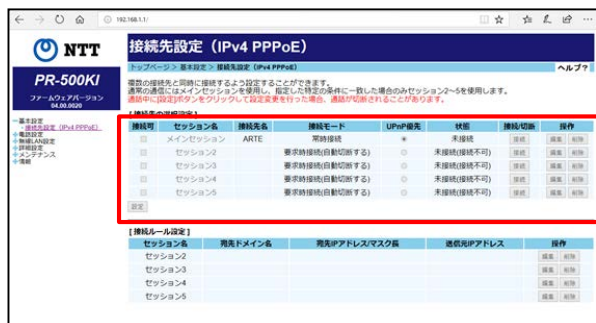 192.168.1.1/
NTT
PR-500KI
ファームウェアバージョン
04.00.0020
基本設定
接続先設定（IPv4 PPPoE）
電話設定
無線LAN設定
詳細設定
メンテナンス
情報
接続先設定（IPv4 PPPoE）
トップページ > 基本設定 > 接続先設定（IPv4 PPPoE）
ヘルプ?
複数の接続先と同時に接続するよう設定することができます。
通常の通信にはメインセッションを使用し、指定した特定の条件に一致した場合のみセッション2～5を使用します。
通話中に[設定]ボタンをクリックして設定変更を行った場合、通話が切断されることがあります。
[接続先の選択設定]
接続可 セッション名 接続先名 接続モード UPnP優先 状態 接続/切断 操作
メインセッション ARTE 常時接続 未接続 接続 編集 削除
セッション2 要求時接続(自動切断する) 未接続(接続不可) 接続 編集 削除
セッション3 要求時接続(自動切断する) 未接続(接続不可) 接続 編集 削除
セッション4 要求時接続(自動切断する) 未接続(接続不可) 接続 編集 削除
セッション5 要求時接続(自動切断する) 未接続(接続不可) 接続 編集 削除
設定
[接続ルール設定]
セッション名 宛先ドメイン名 宛先IPアドレス/マスク長 送信元IPアドレス 操作
セッション2 編集 削除
セッション3 編集 削除
セッション4 編集 削除
セッション5 編集 削除